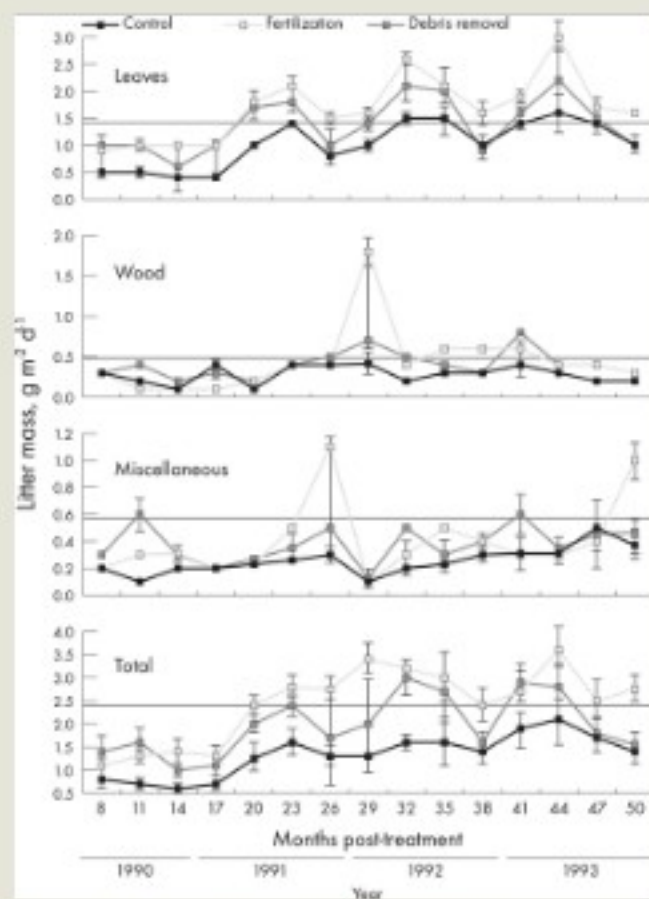 Control Fertilization Debris removal
Leaves
3.0
2.5
2.0
1.5
1.0
0.5
0.0
Wood
2.0
1.5
1.0
0.5
0.0
Miscellaneous
1.2
1.0
0.8
0.6
0.4
0.2
0.0
Total
4.0
3.5
3.0
2.5
2.0
1.5
1.0
0.5
Litter mass, g m⁻² d⁻¹
8 11 14 17 20 23 26 29 32 35 38 41 44 47 50
Months post-treatment
1990 1991 1992 1993
Year